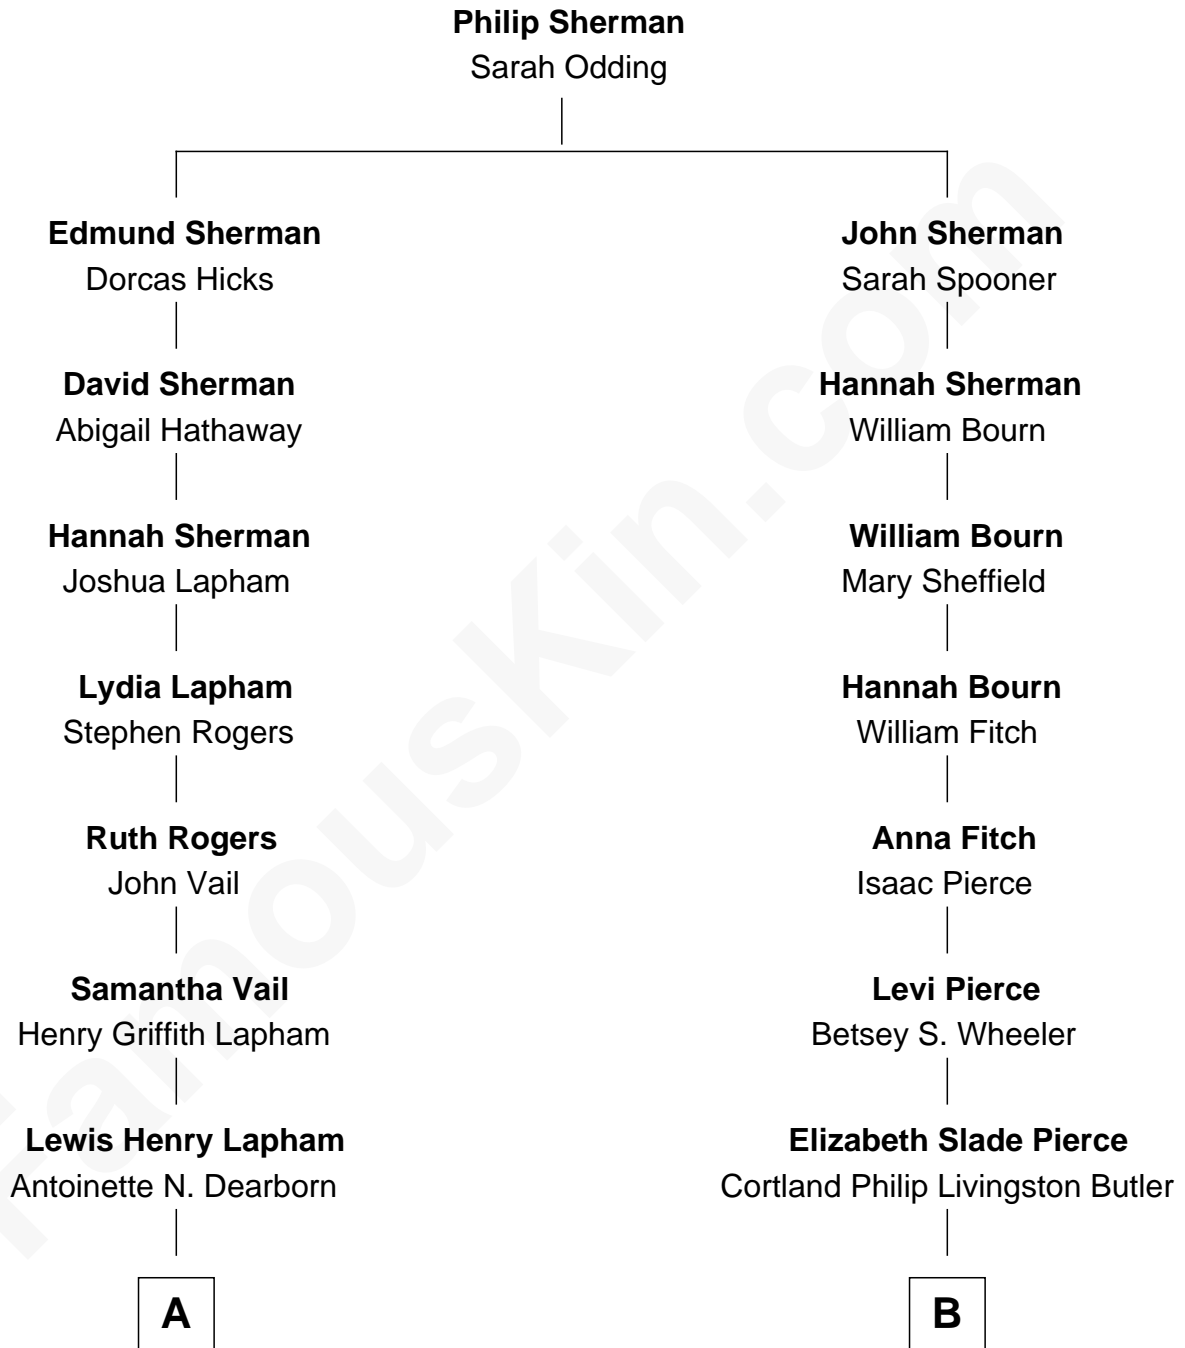 Philip Sherman
Sarah Odding
Edmund Sherman
Dorcas Hicks
John Sherman
Sarah Spooner
David Sherman
Abigail Hathaway
Hannah Sherman
William Bourn
Hannah Sherman
Joshua Lapham
William Bourn
Mary Sheffield
Lydia Lapham
Stephen Rogers
Hannah Bourn
William Fitch
Ruth Rogers
John Vail
Anna Fitch
Isaac Pierce
Samantha Vail
Henry Griffith Lapham
Levi Pierce
Betsey S. Wheeler
Lewis Henry Lapham
Antoinette N. Dearborn
Elizabeth Slade Pierce
Cortland Philip Livingston Butler
A
B
FamousKin.com